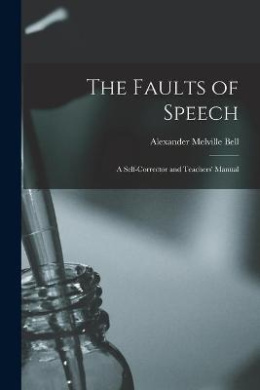 The Faults of
Speech
Alexander Melville Bell
A Self-Corrector and Teachers' Manual